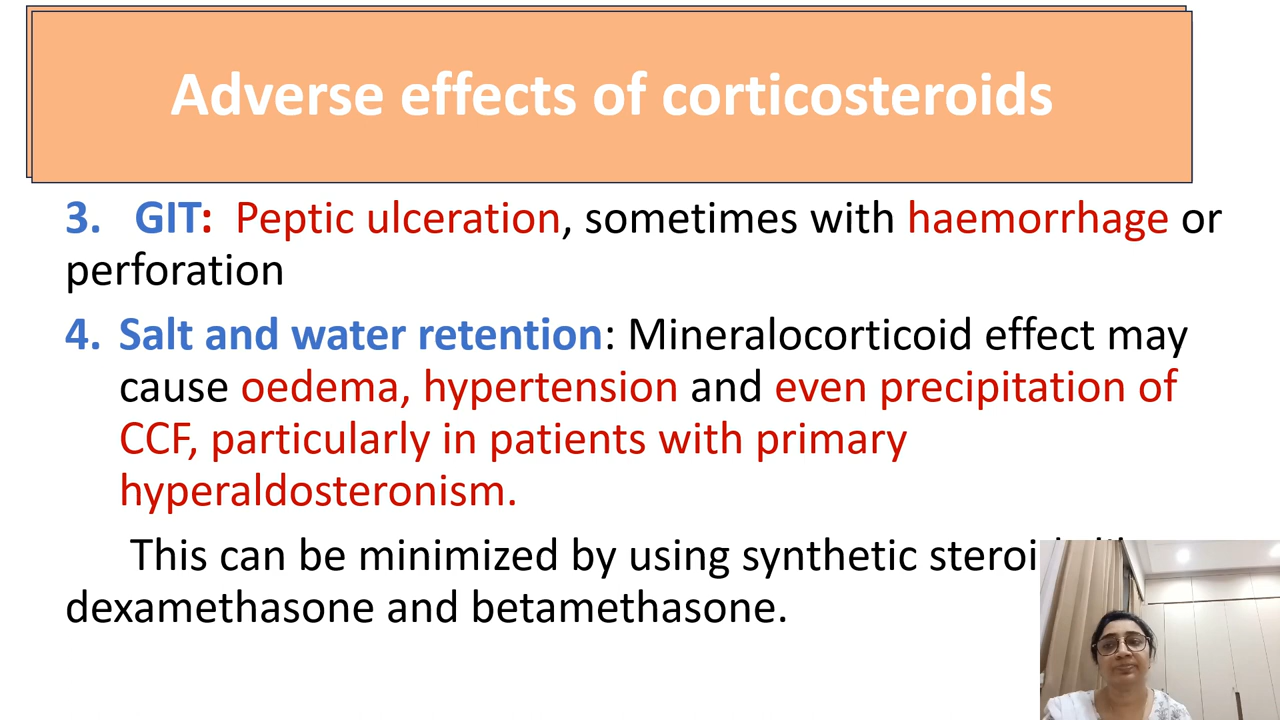 Adverse effects of corticosteroids
3. GIT: Peptic ulceration, sometimes with haemorrhage or
perforation
4. Salt and water retention: Mineralocorticoid effect may
cause oedema, hypertension and even precipitation of
CCF, particularly in patients with primary
hyperaldosteronism.
This can be minimized by using synthetic
dexamethasone and betamethasone.